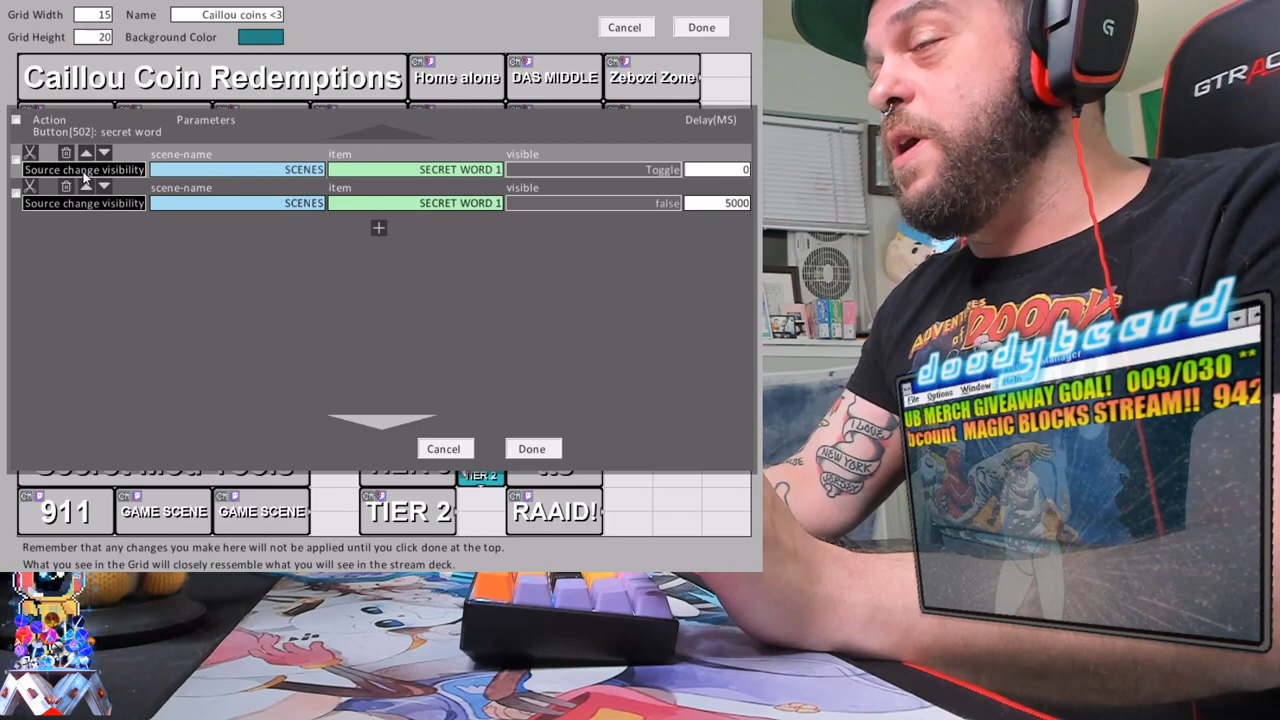 Grid Width 15 Name Caillou coins <3
Grid Height 20 Background Color
Cancel Done
Caillou Coin Redemptions
Home alone
DAS MIDDLE
Zebozi Zone
Action Parameters Delay(MS)
Button[502]: secret word
scene-name item visible
Source change visibility SCENES SECRET WORD 1 Toggle 0
scene-name item visible
Source change visibility SCENES SECRET WORD 1 false 5000
+
Cancel Done
TIER 2
911 GAME SCENE GAME SCENE TIER 2 RAAID!
Remember that any changes you make here will not be applied until you click done at the top.
What you see in the Grid will closely ressemble what you will see in the stream deck.
G
GTRAC
ADVENTURES
of DOODY
doodybeard
File Options Window
UB MERCH GIVEAWAY GOAL! 009/030 **
bcount MAGIC BLOCKS STREAM!! 942
I LOVE
NEW YORK